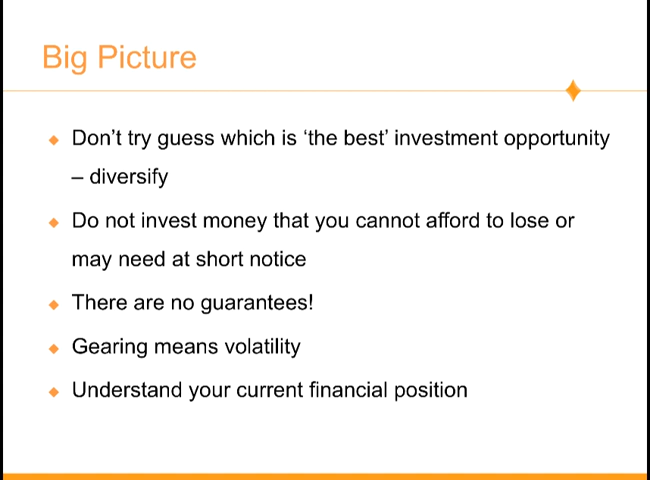 Big Picture
Don't try guess which is ‘the best’ investment opportunity
– diversify
Do not invest money that you cannot afford to lose or
may need at short notice
There are no guarantees!
Gearing means volatility
Understand your current financial position